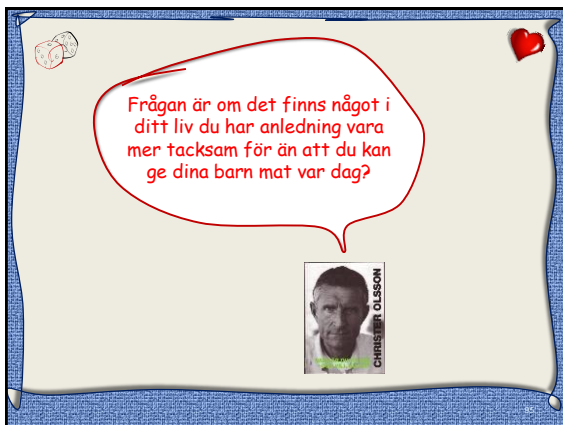 Frågan är om det finns något i
ditt liv du har anledning vara
mer tacksam för än att du kan
ge dina barn mat var dag?
CHRISTER OLSSON
95